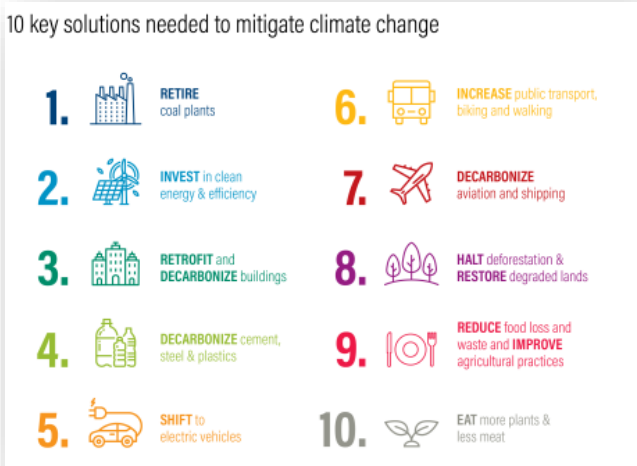 10 key solutions needed to mitigate climate change
1.
RETIRE
coal plants
2.
INVEST in clean
energy & efficiency
3.
RETROFIT and
DECARBONIZE buildings
4.
DECARBONIZE cement,
steel & plastics
5.
SHIFT to
electric vehicles
6.
INCREASE public transport,
biking and walking
7.
DECARBONIZE
aviation and shipping
8.
HALT deforestation &
RESTORE degraded lands
9.
REDUCE food loss and
waste and IMPROVE
agricultural practices
10.
EAT more plants &
less meat